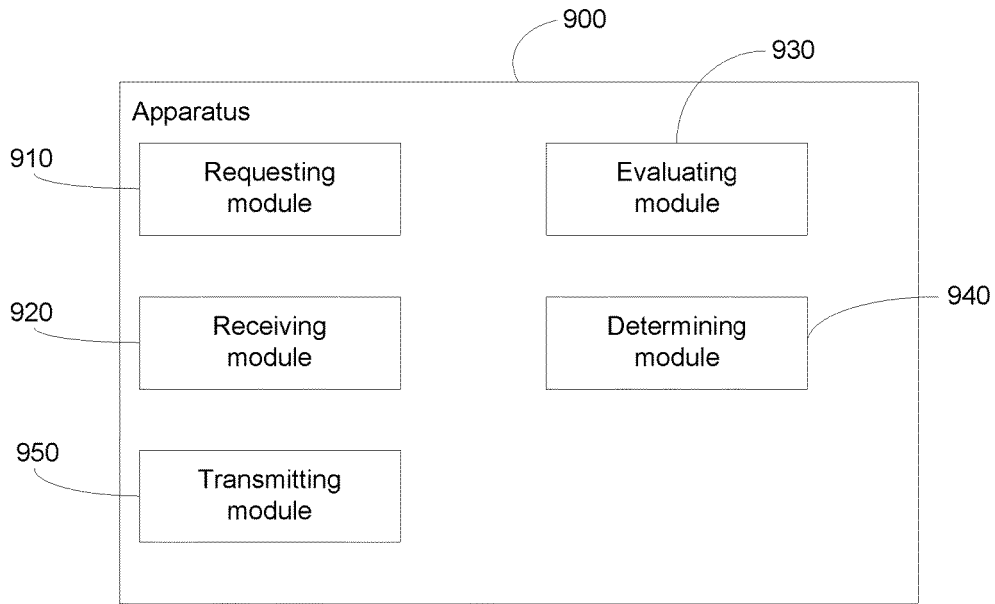 900
930
Apparatus
910
Requesting
module
Evaluating
module
920
Receiving
module
940
Determining
module
950
Transmitting
module